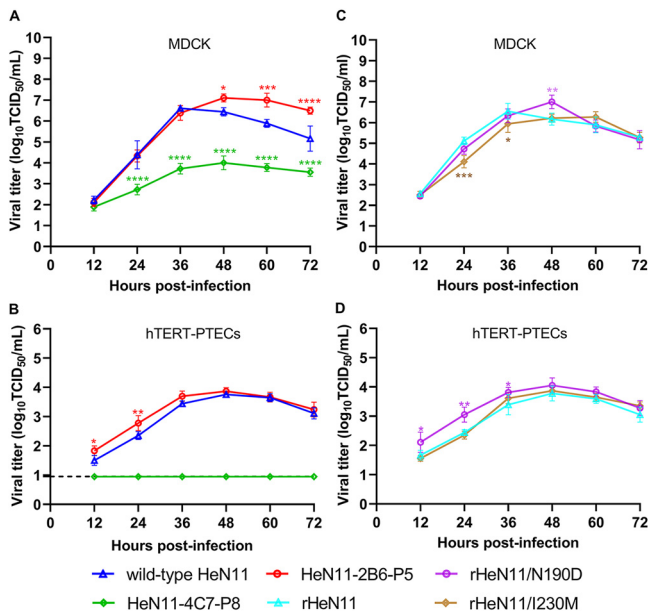 A
MDCK
Viral titer (log10TCID50/mL)
10
9
8
7
6
5
4
3
2
1
0
* *** ****
**** **** **** **** ****
0 12 24 36 48 60 72
Hours post-infection
C
MDCK
Viral titer (log10TCID50/ml)
10
9
8
7
6
5
4
3
2
1
0
**
*
***
0 12 24 36 48 60 72
Hours post-infection
B
hTERT-PTECs
Viral titer (log10TCID50/mL)
6
5
4
3
2
1
0
* **
0 12 24 36 48 60 72
Hours post-infection
D
hTERT-PTECs
Viral titer (log10TCID50/mL)
6
5
4
3
2
1
0
* ** *
0 12 24 36 48 60 72
Hours post-infection
wild-type HeN11 HeN11-2B6-P5 rHeN11/N190D
HeN11-4C7-P8 rHeN11 rHeN11/I230M